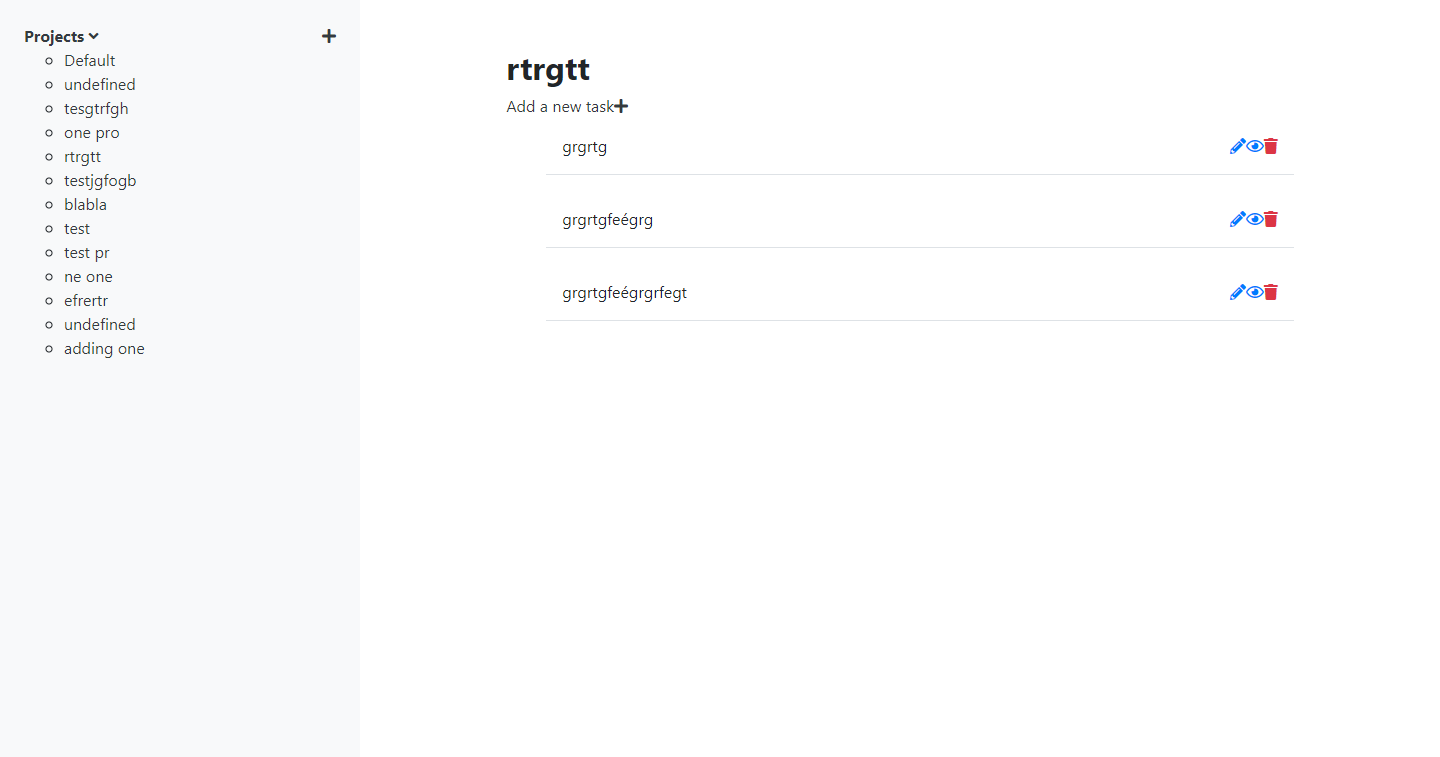 Projects
Default
undefined
tesgtrfgh
one pro
rtrgtt
testjgfogb
blabla
test
test pr
ne one
efrertr
undefined
adding one
rtrgtt
Add a new task
grgrtg
grgrtgfeégrg
grgrtgfeégrgrfegt